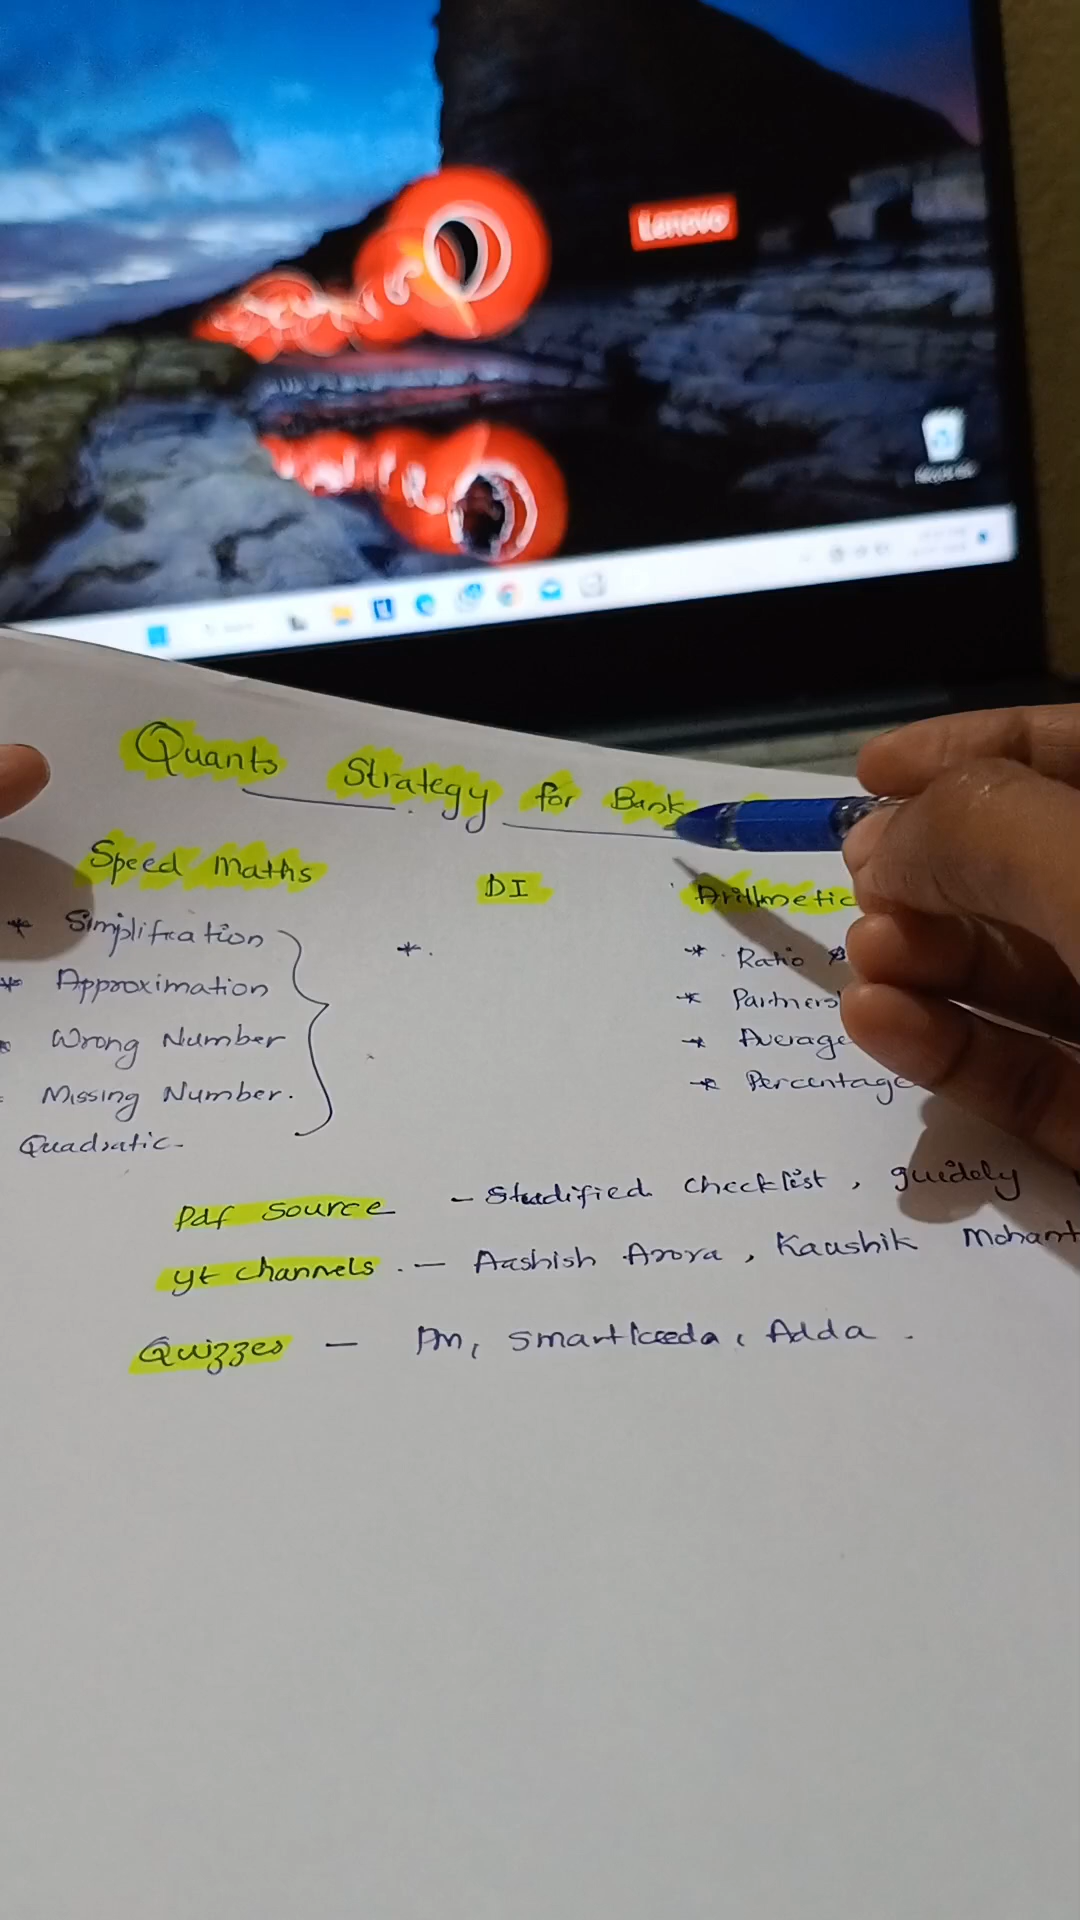 Lenovo
Quants Strategy for Bank
Speed Maths
* Simplification
* Approximation
* Wrong Number
Missing Number.
Quadratic-
DI
*.
Arithmetic
* Ratio
* Partners
* Average
* Percentage
Pdf Source - Studified checklist, guidely
yt channels. - Aashish Arora, Kaushik Mohant
Quizzes - PM, Smartkeeda, Adda.